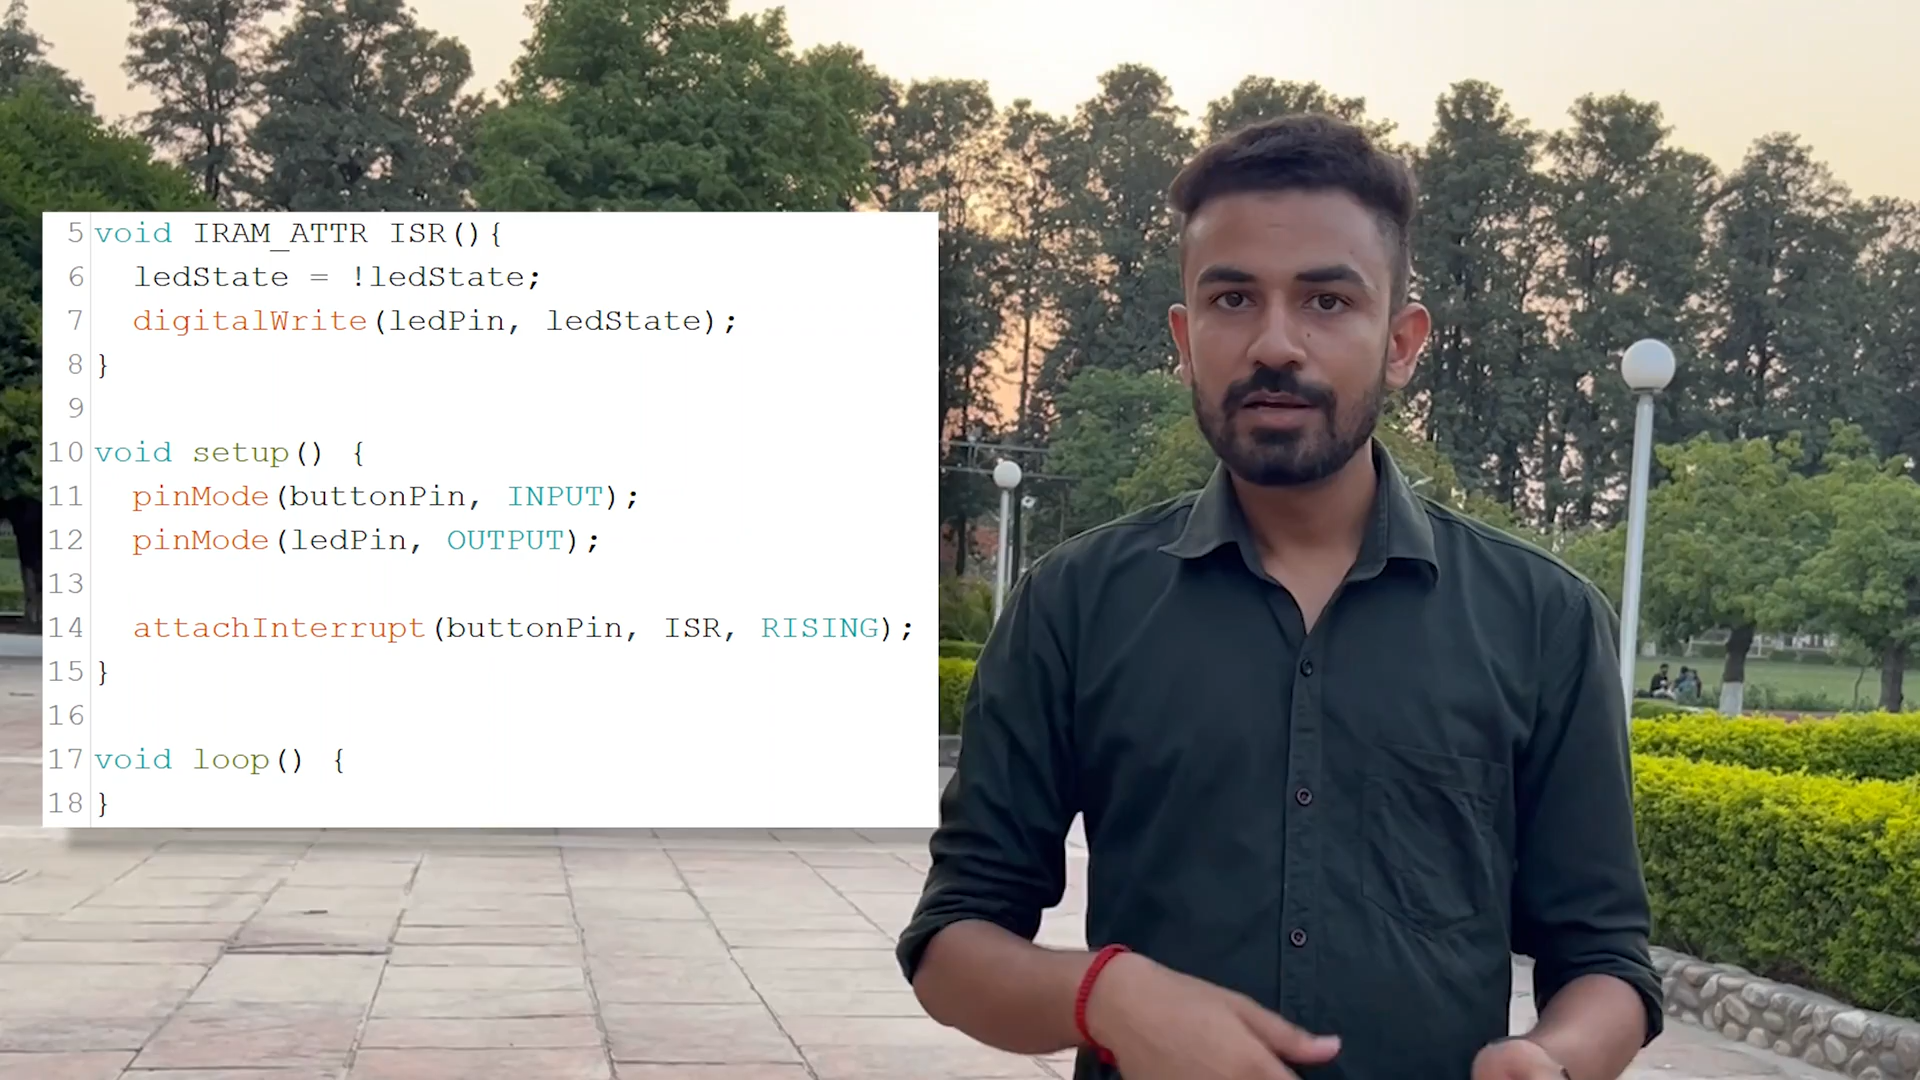 5 void IRAM_ATTR ISR(){
6 ledState = !ledState;
7 digitalWrite(ledPin, ledState);
8 }
9
10 void setup() {
11 pinMode(buttonPin, INPUT);
12 pinMode(ledPin, OUTPUT);
13
14 attachInterrupt(buttonPin, ISR, RISING);
15 }
16
17 void loop() {
18 }